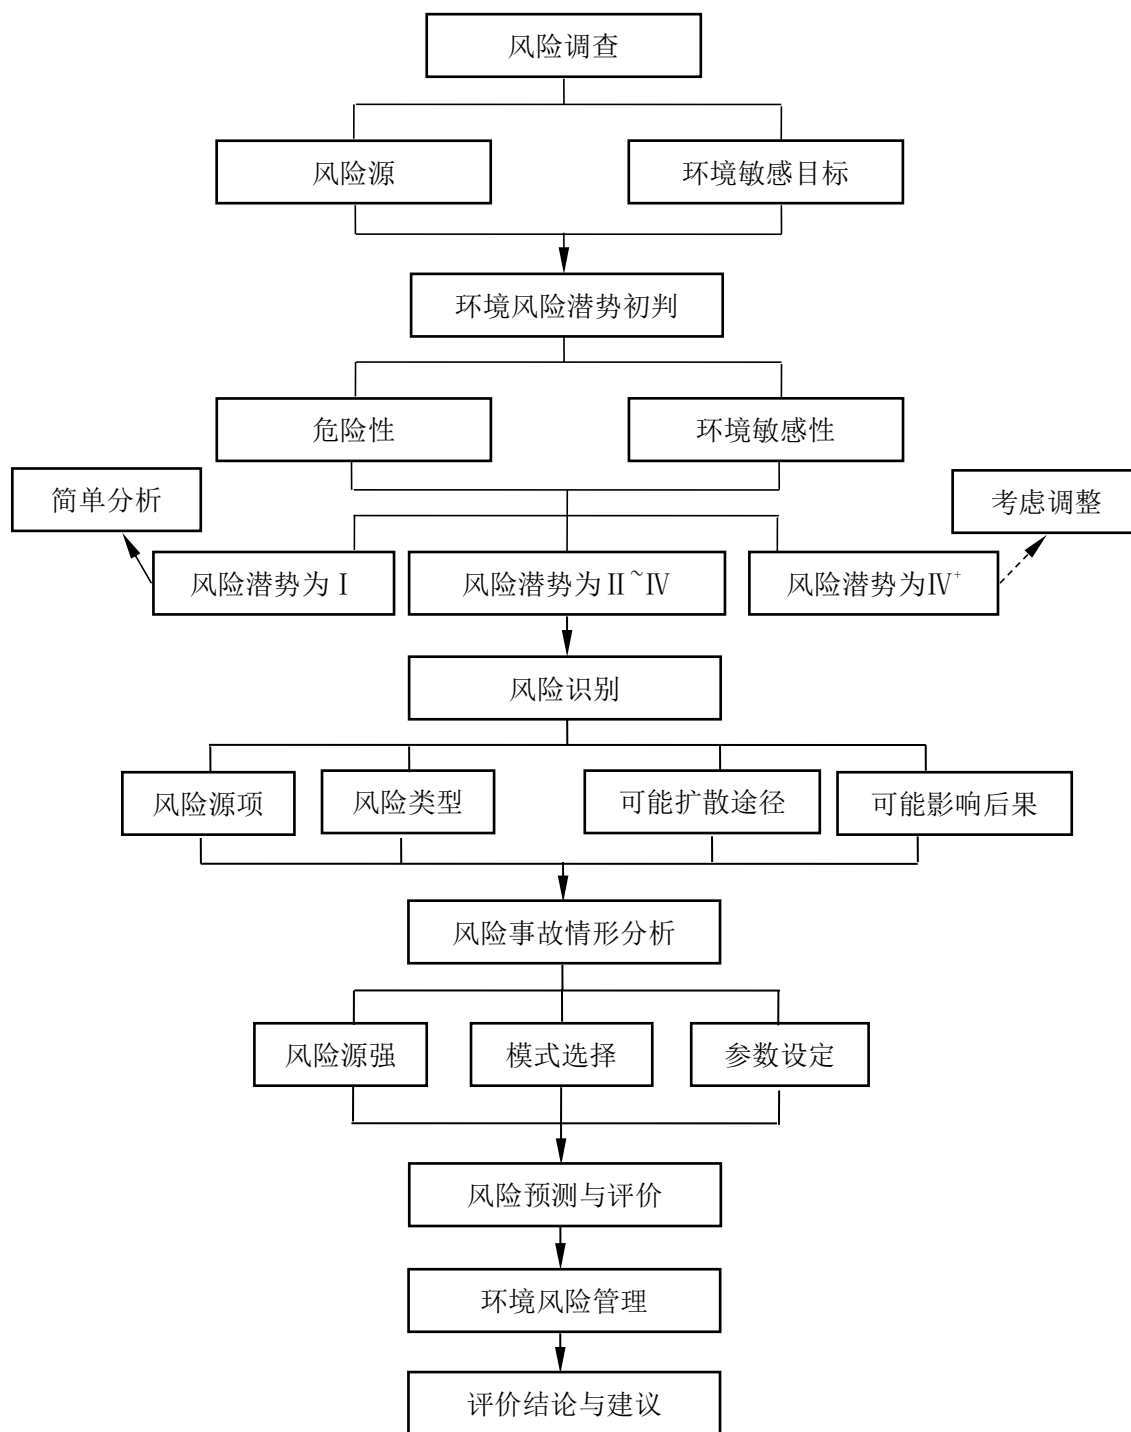 风险调查
风险源
环境敏感目标
环境风险潜势初判
危险性
环境敏感性
简单分析
考虑调整
风险潜势为Ⅰ
风险潜势为Ⅱ~Ⅳ
风险潜势为Ⅳ⁺
风险识别
风险源项
风险类型
可能扩散途径
可能影响后果
风险事故情形分析
风险源强
模式选择
参数设定
风险预测与评价
环境风险管理
评价结论与建议